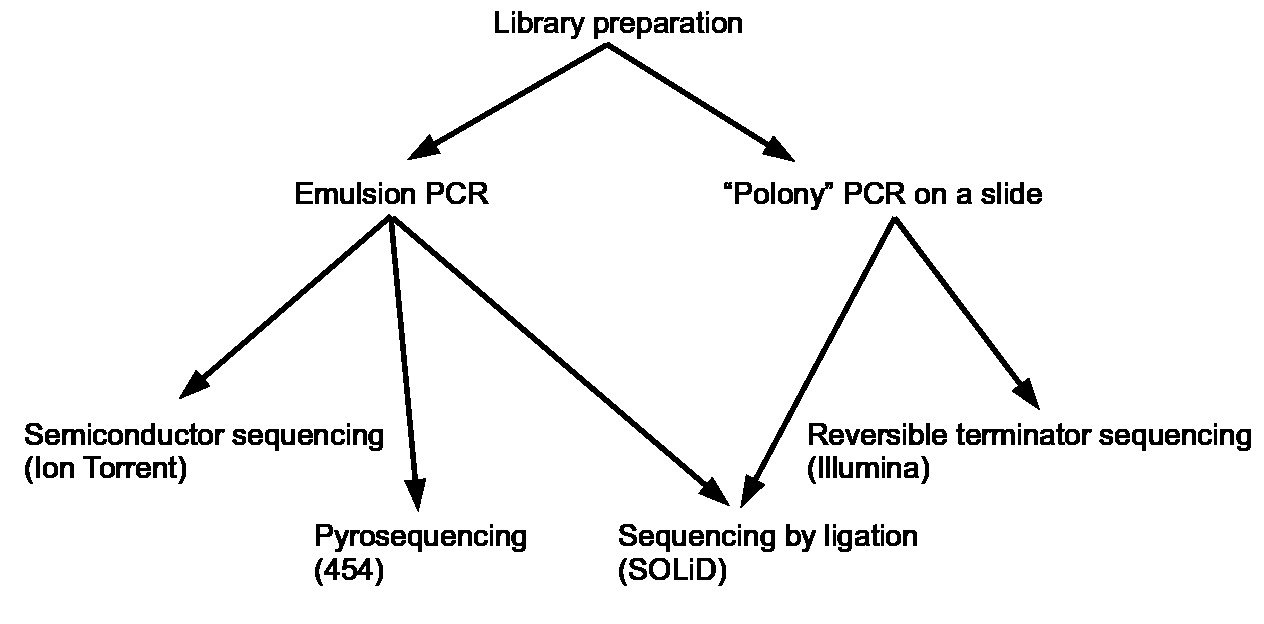 Library preparation
Emulsion PCR
“Polony” PCR on a slide
Semiconductor sequencing
(Ion Torrent)
Reversible terminator sequencing
(Illumina)
Pyrosequencing
(454)
Sequencing by ligation
(SOLiD)